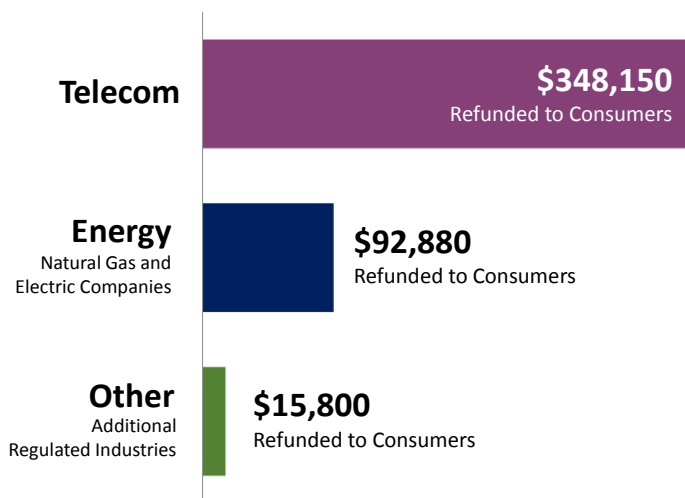 Telecom
$348,150
Refunded to Consumers
Energy
Natural Gas and
Electric Companies
$92,880
Refunded to Consumers
Other
Additional
Regulated Industries
$15,800
Refunded to Consumers